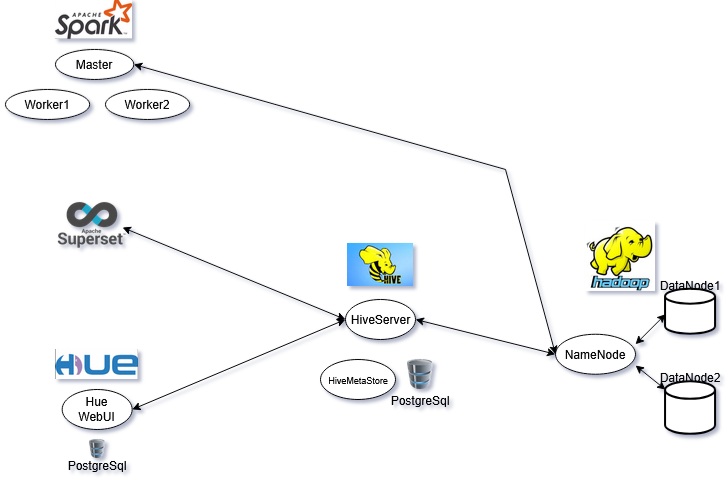 APACHE
Spark
Master
Worker1
Worker2
Apache
Superset
HIVE
hadoop
DataNode1
HiveServer
NameNode
HUE
HiveMetaStore
PostgreSql
DataNode2
Hue
WebUI
PostgreSql